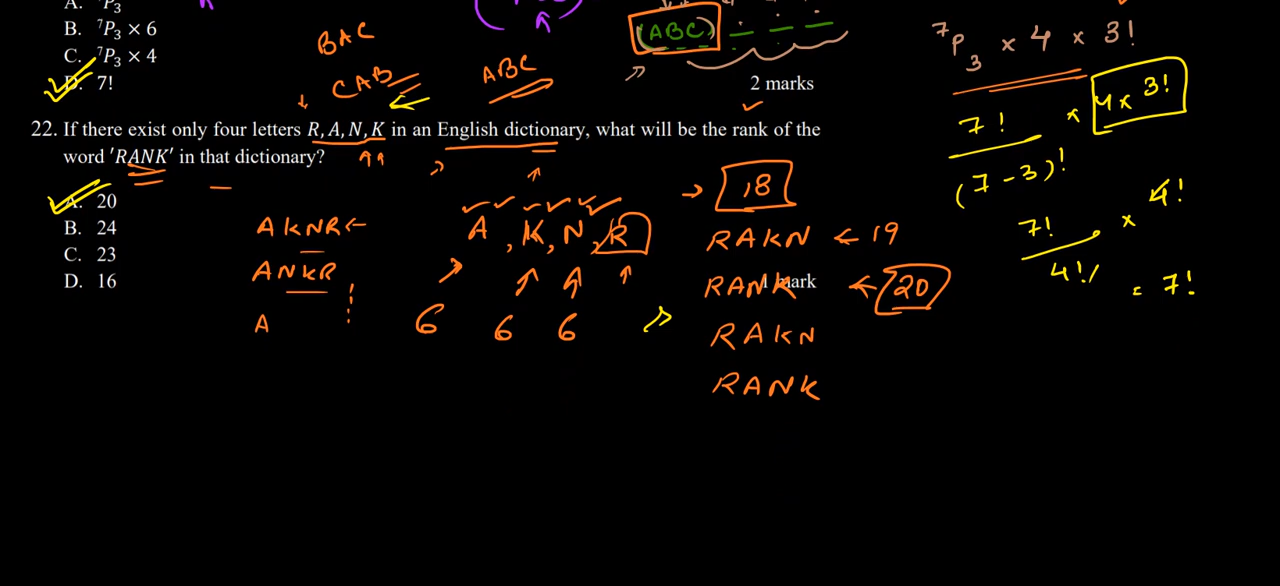 A. ⁷P₃
B. ⁷P₃ × 6
C. ⁷P₃ × 4
D. 7!
2 marks
BAC
CAB
ABC
(ABC)
⁷P₃ × 4 × 3!
7! × 4 × 3!
(7 - 3)!
7! × 4!
4!
= 7!
22. If there exist only four letters R, A, N, K in an English dictionary, what will be the rank of the
word 'RANK' in that dictionary?
A. 20
B. 24
C. 23
D. 16
mark
AKNR
ANKR
A
A, K, N, R
6 6 6
18
RAKN ← 19
RANK ← 20
RAKN
RANK